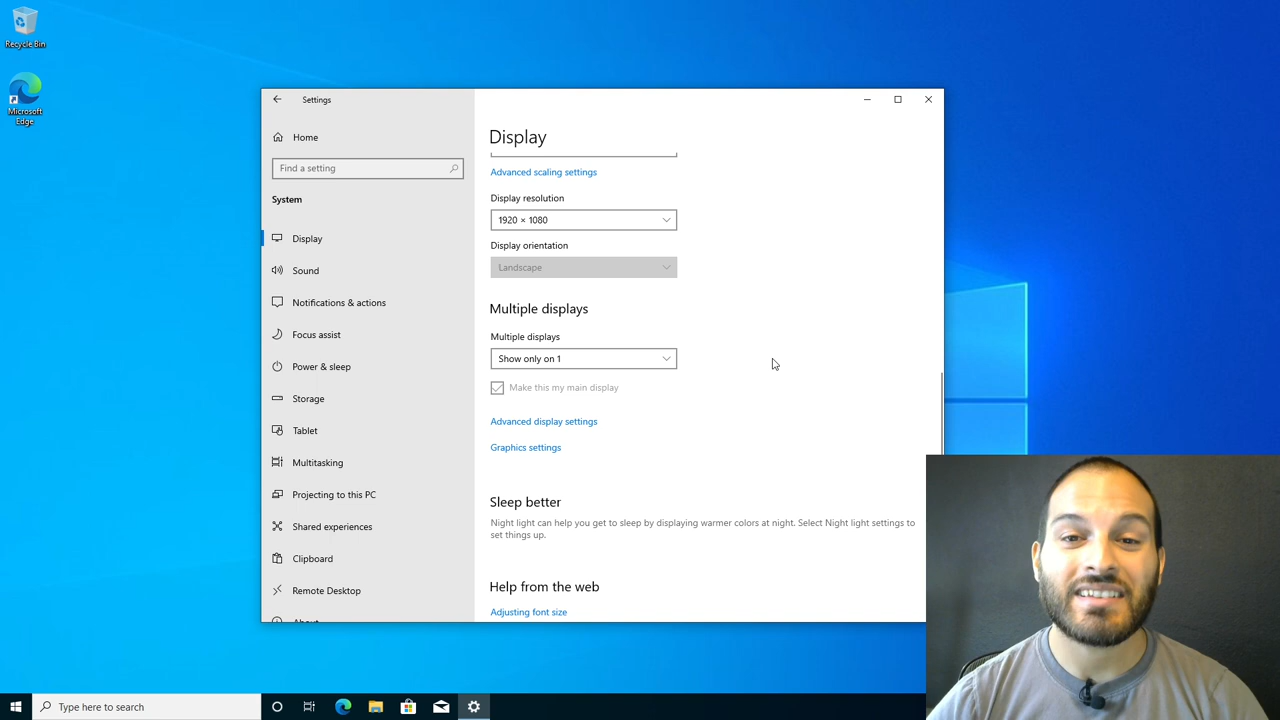 Recycle Bin
Microsoft
Edge
Settings
Home
Find a setting
System
Display
Sound
Notifications & actions
Focus assist
Power & sleep
Storage
Tablet
Multitasking
Projecting to this PC
Shared experiences
Clipboard
Remote Desktop
Display
Advanced scaling settings
Display resolution
1920 × 1080
Display orientation
Landscape
Multiple displays
Multiple displays
Show only on 1
Make this my main display
Advanced display settings
Graphics settings
Sleep better
Night light can help you get to sleep by displaying warmer colors at night. Select Night light settings to
set things up.
Help from the web
Adjusting font size
Type here to search